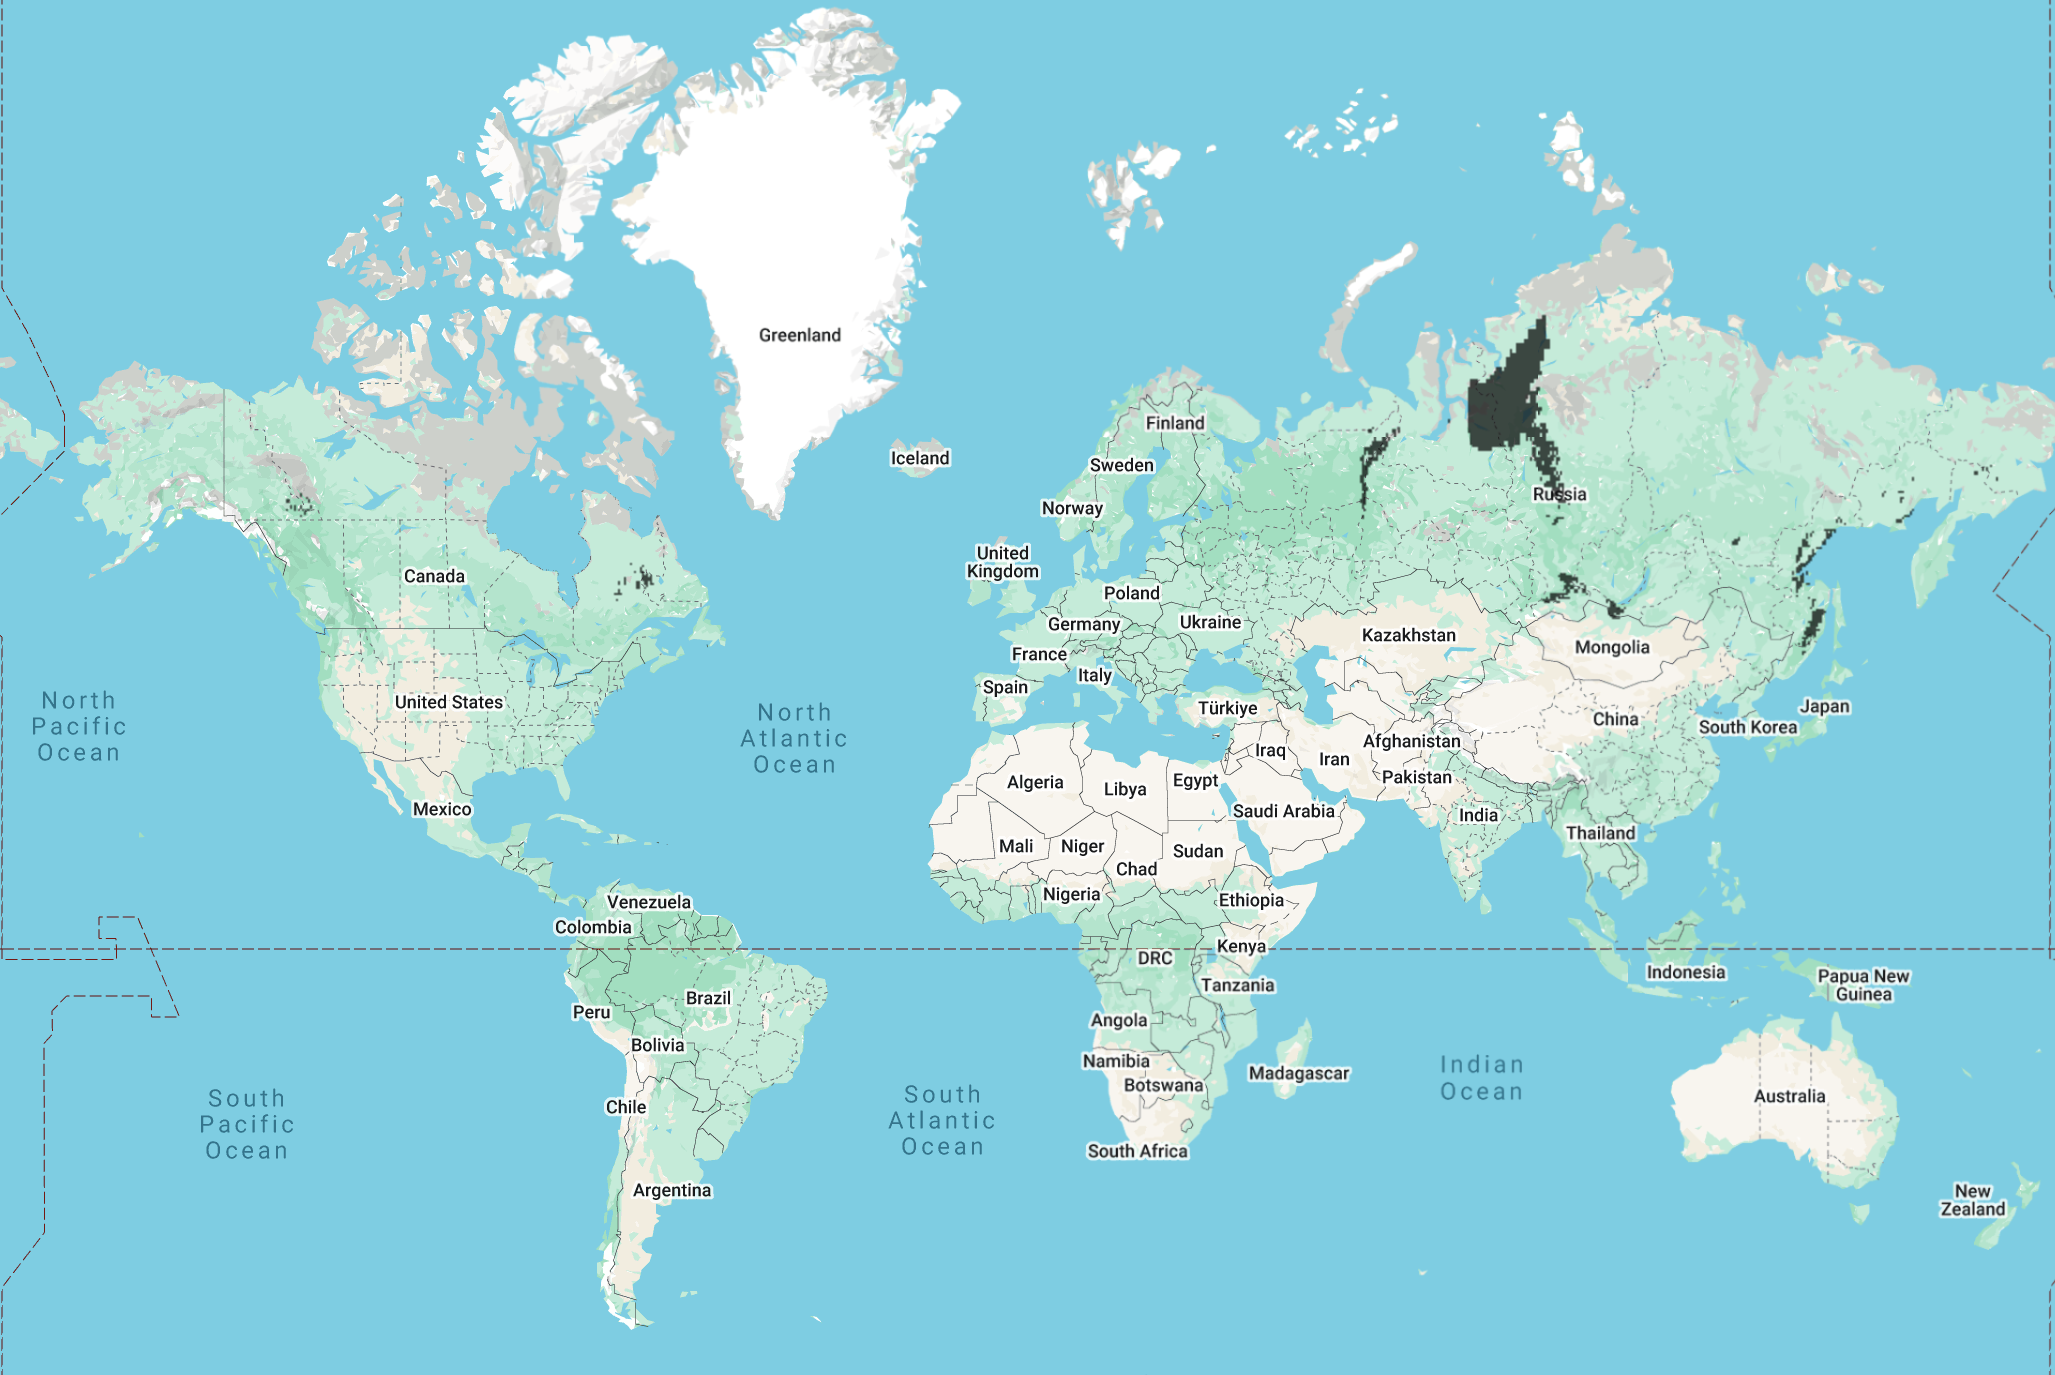 Greenland
Iceland
Finland
Sweden
Norway
Russia
United
Kingdom
Canada
Poland
Germany
Ukraine
Kazakhstan
Mongolia
France
Italy
Spain
United States
Türkiye
China
Japan
South Korea
North
Pacific
Ocean
North
Atlantic
Ocean
Afghanistan
Iraq
Iran
Pakistan
Algeria
Libya
Egypt
Saudi Arabia
India
Mexico
Thailand
Mali
Niger
Sudan
Chad
Nigeria
Ethiopia
Venezuela
Colombia
Kenya
DRC
Indonesia
Papua New
Guinea
Tanzania
Brazil
Peru
Angola
Bolivia
Namibia
Botswana
Madagascar
Indian
Ocean
Australia
Chile
South
Pacific
Ocean
South
Atlantic
Ocean
South Africa
Argentina
New
Zealand